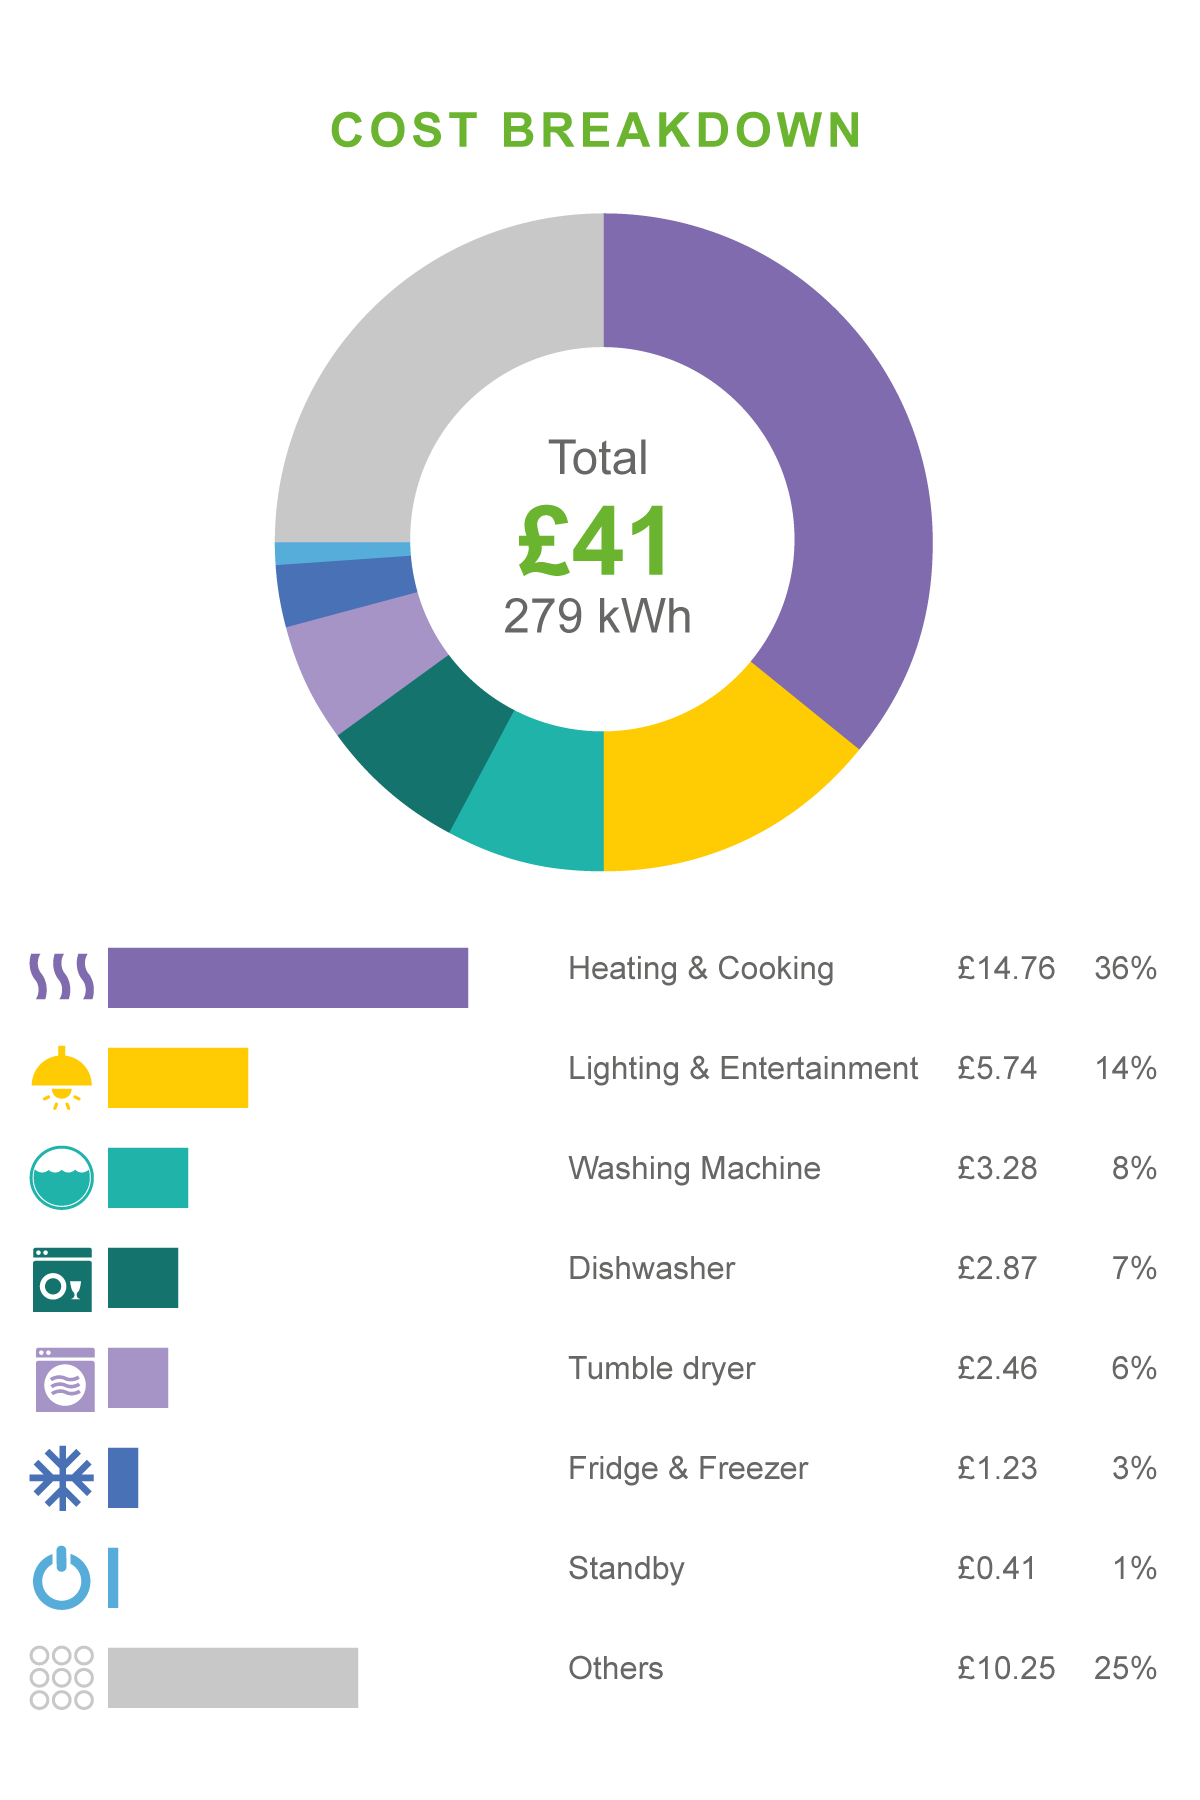 COST BREAKDOWN
Total
£41
279 kWh
Heating & Cooking £14.76 36%
Lighting & Entertainment £5.74 14%
Washing Machine £3.28 8%
Dishwasher £2.87 7%
Tumble dryer £2.46 6%
Fridge & Freezer £1.23 3%
Standby £0.41 1%
Others £10.25 25%